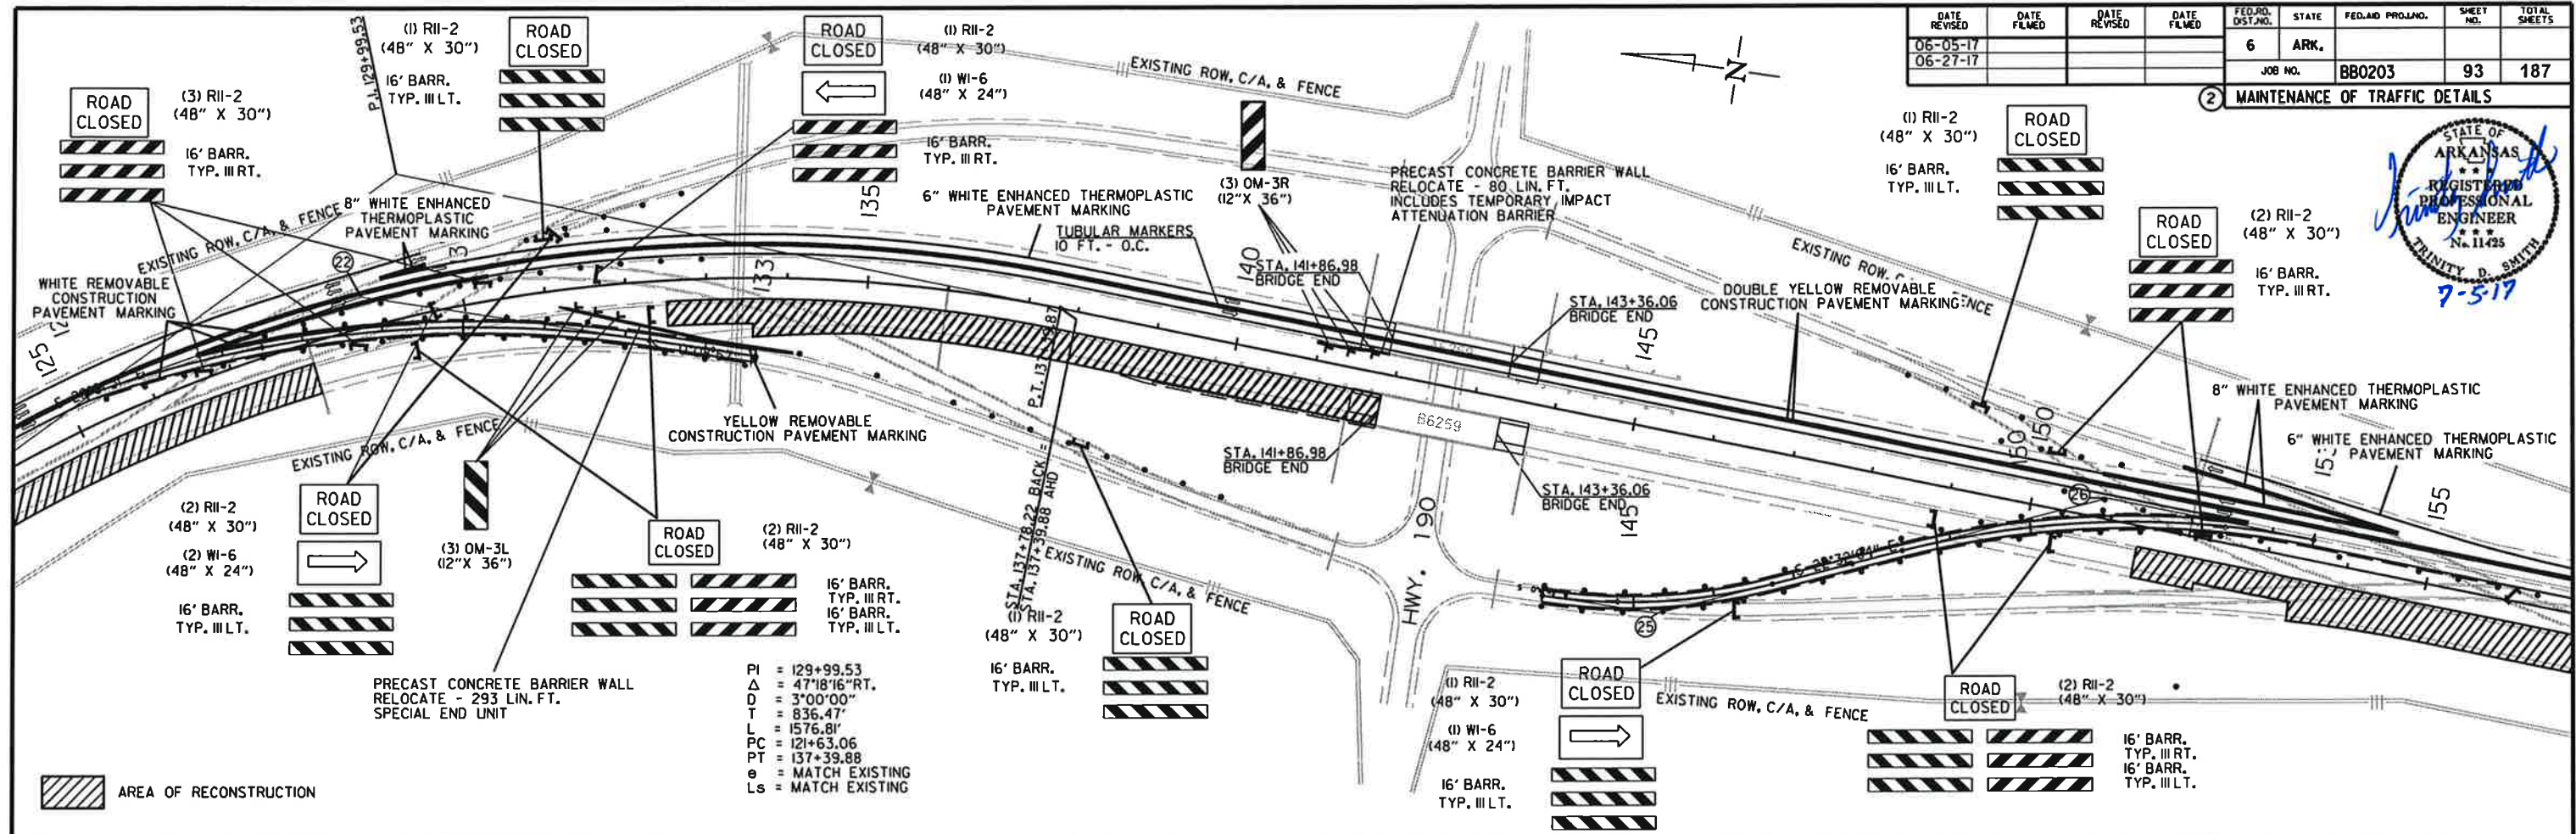 DATE REVISED
DATE FILMED
DATE REVISED
DATE FILMED
FED.RD. DIST.NO.
STATE
FED.AID PROJ.NO.
SHEET NO.
TOTAL SHEETS
06-05-17
06-27-17
6
ARK.
JOB NO.
BB0203
93
187
2
MAINTENANCE OF TRAFFIC DETAILS
STATE OF
ARKANSAS
REGISTERED
PROFESSIONAL
ENGINEER
No. 11425
TRINITY D. SMITH
7-5-17
N
P.I. 129+99.53
(1) R11-2
(48" X 30")
16' BARR.
TYP. III LT.
ROAD
CLOSED
ROAD
CLOSED
(1) R11-2
(48" X 30")
(1) W1-6
(48" X 24")
16' BARR.
TYP. III RT.
EXISTING ROW, C/A, & FENCE
ROAD
CLOSED
(3) R11-2
(48" X 30")
16' BARR.
TYP. III RT.
8" WHITE ENHANCED
THERMOPLASTIC
PAVEMENT MARKING
EXISTING ROW, C/A, & FENCE
WHITE REMOVABLE
CONSTRUCTION
PAVEMENT MARKING
22
125
133
135
6" WHITE ENHANCED THERMOPLASTIC
PAVEMENT MARKING
TUBULAR MARKERS
10 FT. - O.C.
(3) OM-3R
(12"X 36")
PRECAST CONCRETE BARRIER WALL
RELOCATE - 80 LIN. FT.
INCLUDES TEMPORARY IMPACT
ATTENUATION BARRIER
140
STA. 141+86.98
BRIDGE END
STA. 143+36.06
BRIDGE END
145
DOUBLE YELLOW REMOVABLE
CONSTRUCTION PAVEMENT MARKING
(1) R11-2
(48" X 30")
16' BARR.
TYP. III LT.
ROAD
CLOSED
ROAD
CLOSED
(2) R11-2
(48" X 30")
16' BARR.
TYP. III RT.
EXISTING ROW,
8" WHITE ENHANCED THERMOPLASTIC
PAVEMENT MARKING
6" WHITE ENHANCED THERMOPLASTIC
PAVEMENT MARKING
150
150
155
26
EXISTING ROW, C/A, & FENCE
YELLOW REMOVABLE
CONSTRUCTION PAVEMENT MARKING
P.T. 137+39.87
STA. 137+78.22 BACK =
STA. 137+39.88 AHD
STA. 141+86.98
BRIDGE END
B6259
STA. 143+36.06
BRIDGE END
145
HWY. 190
25
(2) R11-2
(48" X 30")
(2) W1-6
(48" X 24")
16' BARR.
TYP. III LT.
ROAD
CLOSED
(3) OM-3L
(12"X 36")
ROAD
CLOSED
(2) R11-2
(48" X 30")
16' BARR.
TYP. III RT.
16' BARR.
TYP. III LT.
EXISTING ROW, C/A, & FENCE
(1) R11-2
(48" X 30")
16' BARR.
TYP. III LT.
ROAD
CLOSED
PRECAST CONCRETE BARRIER WALL
RELOCATE - 293 LIN. FT.
SPECIAL END UNIT
PI = 129+99.53
Δ = 47°18'16"RT.
D = 3°00'00"
T = 836.47'
L = 1576.81'
PC = 121+63.06
PT = 137+39.88
e = MATCH EXISTING
Ls = MATCH EXISTING
(1) R11-2
(48" X 30")
(1) W1-6
(48" X 24")
16' BARR.
TYP. III LT.
ROAD
CLOSED
EXISTING ROW, C/A, & FENCE
ROAD
CLOSED
(2) R11-2
(48" X 30")
16' BARR.
TYP. III RT.
16' BARR.
TYP. III LT.
AREA OF RECONSTRUCTION